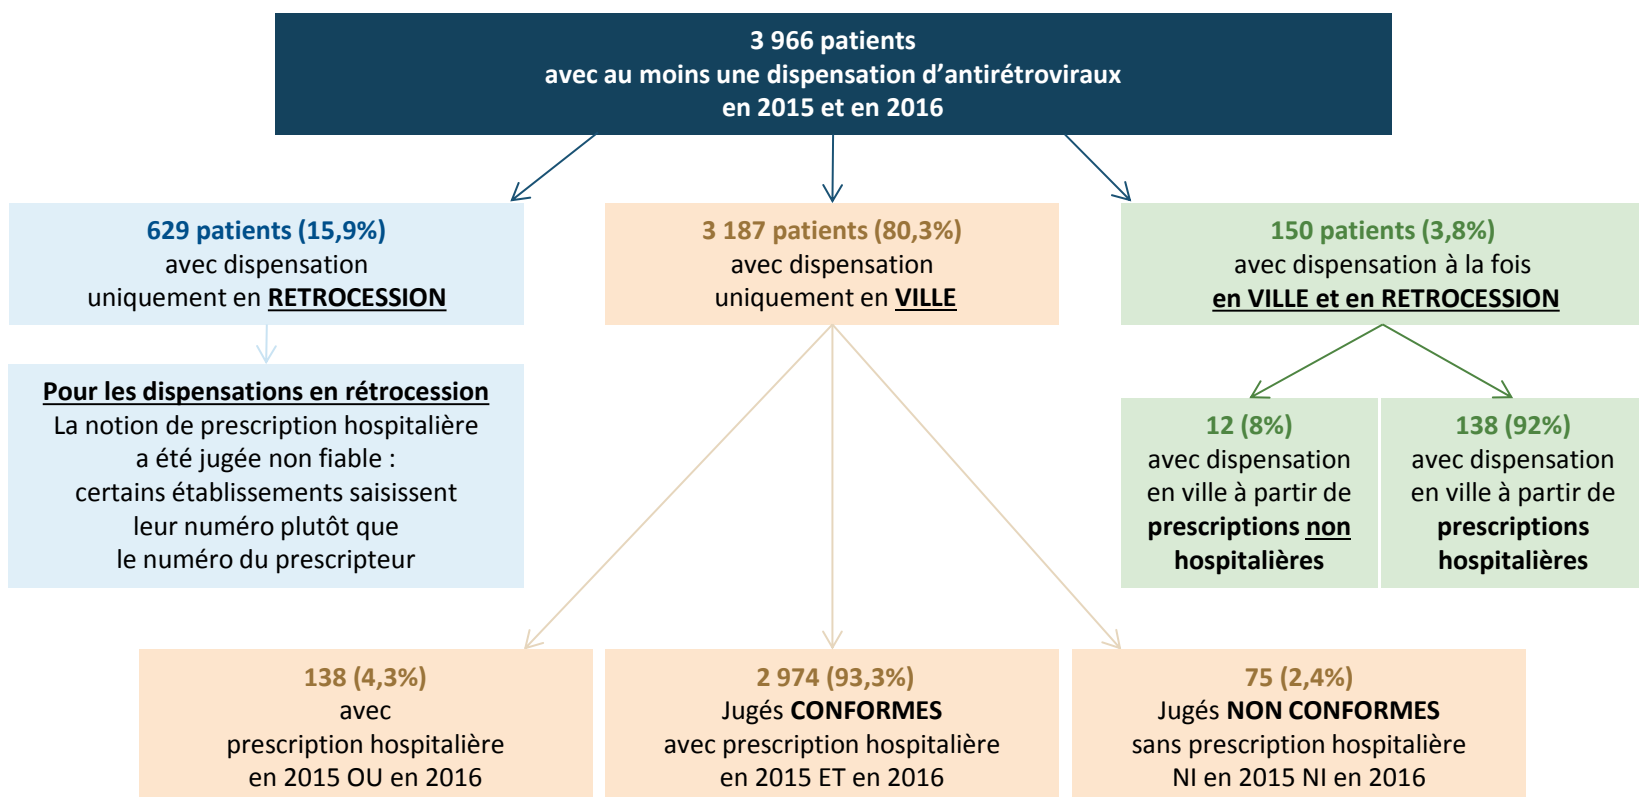 3 966 patients
avec au moins une dispensation d’antirétroviraux
en 2015 et en 2016
629 patients (15,9%)
avec dispensation
uniquement en RETROCESSION
3 187 patients (80,3%)
avec dispensation
uniquement en VILLE
150 patients (3,8%)
avec dispensation à la fois
en VILLE et en RETROCESSION
Pour les dispensations en rétrocession
La notion de prescription hospitalière
a été jugée non fiable :
certains établissements saisissent
leur numéro plutôt que
le numéro du prescripteur
12 (8%)
avec dispensation
en ville à partir de
prescriptions non
hospitalières
138 (92%)
avec dispensation
en ville à partir de
prescriptions
hospitalières
138 (4,3%)
avec
prescription hospitalière
en 2015 OU en 2016
2 974 (93,3%)
Jugés CONFORMES
avec prescription hospitalière
en 2015 ET en 2016
75 (2,4%)
Jugés NON CONFORMES
sans prescription hospitalière
NI en 2015 NI en 2016